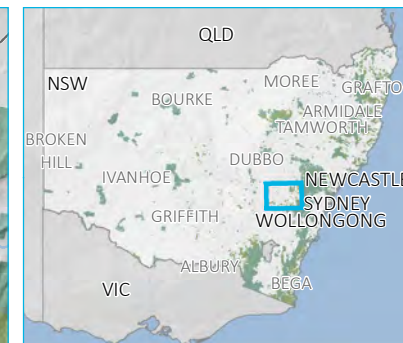 QLD
NSW
MOREE
GRAFTO
BOURKE
ARMIDALE
TAMWORTH
BROKEN
HILL
DUBBO
IVANHOE
NEWCASTLE
SYDNEY
GRIFFITH
WOLLONGONG
ALBURY
BEGA
VIC